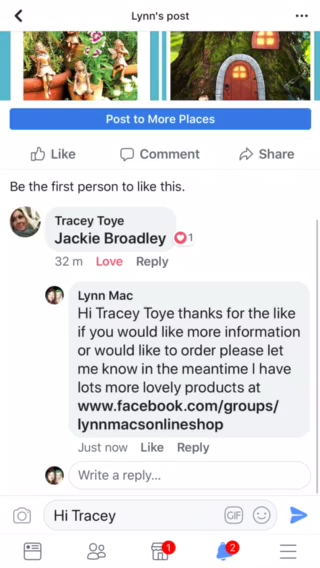 Lynn's post
Post to More Places
Like Comment Share
Be the first person to like this.
Tracey Toye
Jackie Broadley 1
32 m Love Reply
Lynn Mac
Hi Tracey Toye thanks for the like
if you would like more information
or would like to order please let
me know in the meantime I have
lots more lovely products at
www.facebook.com/groups/
lynnmacsonlineshop
Just now Like Reply
Write a reply...
Hi Tracey GIF
1 2